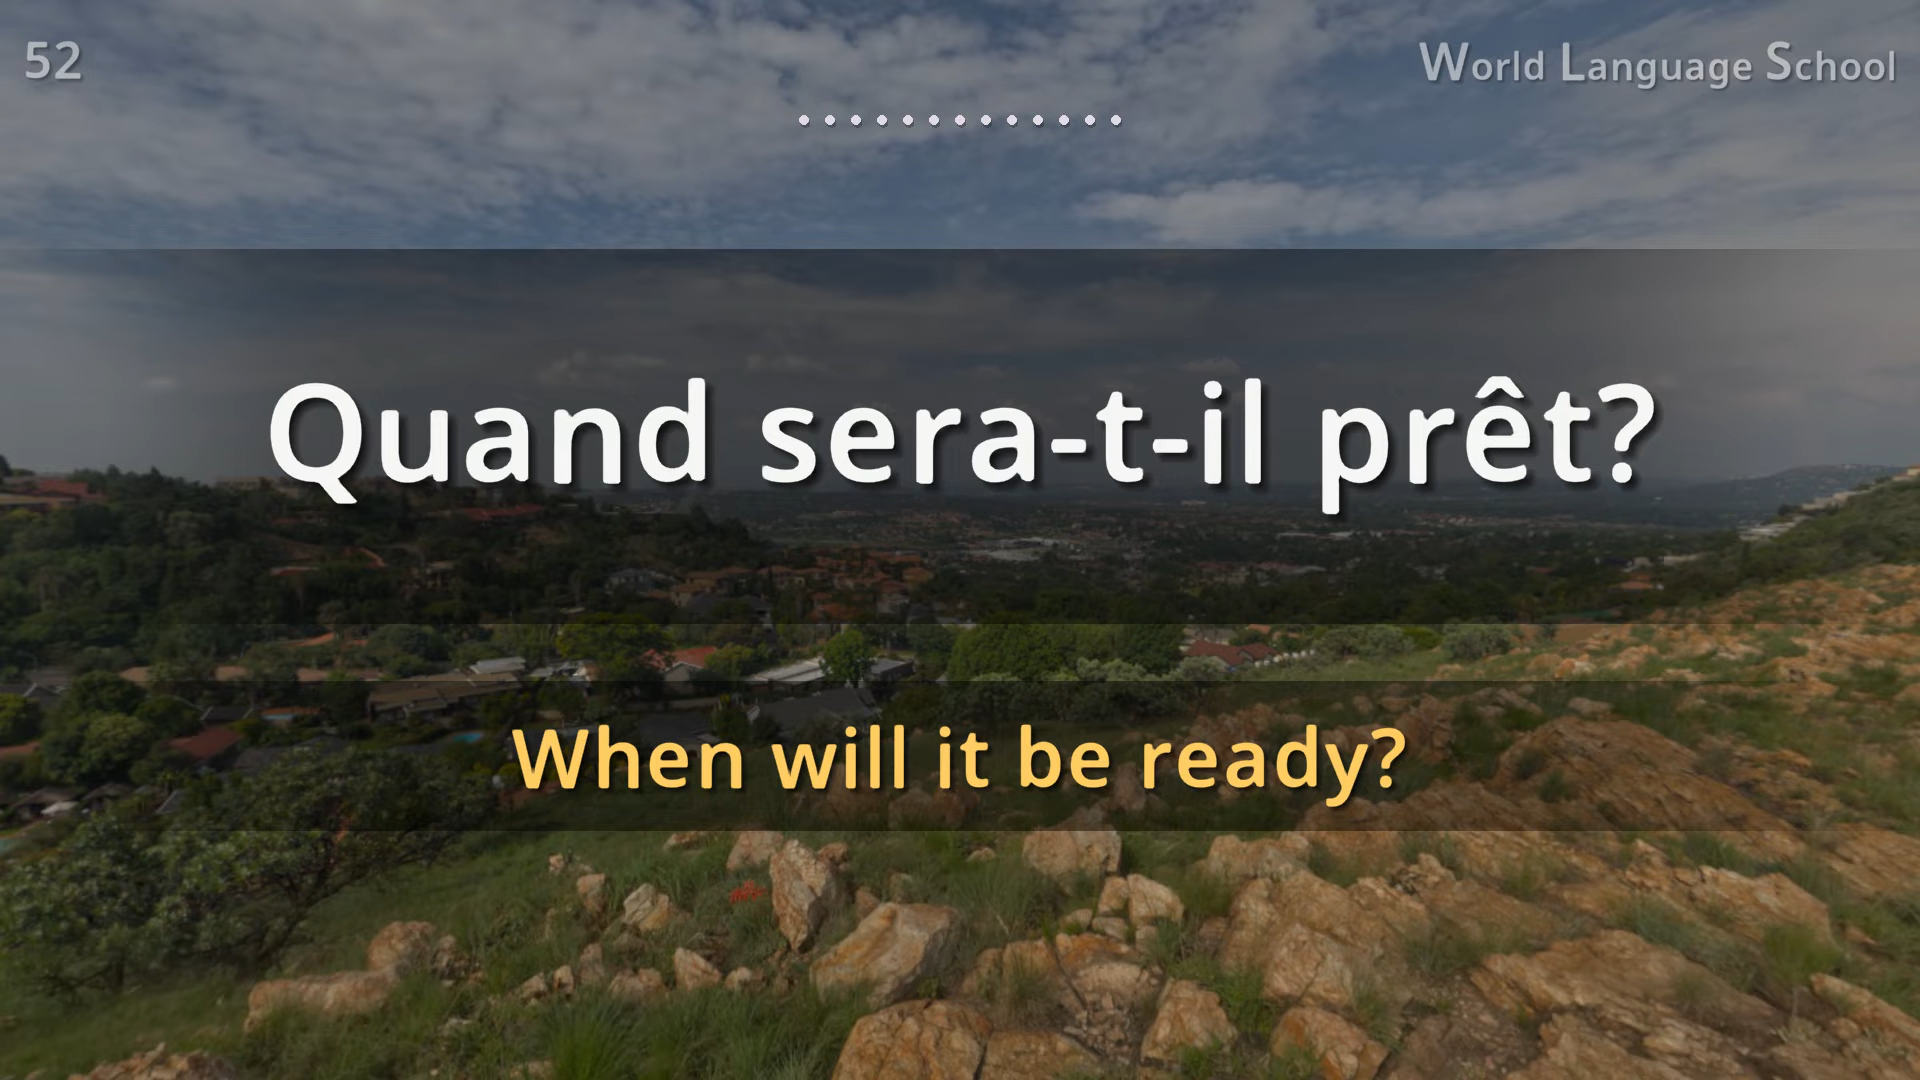 52
World Language School
Quand sera-t-il prêt?
When will it be ready?